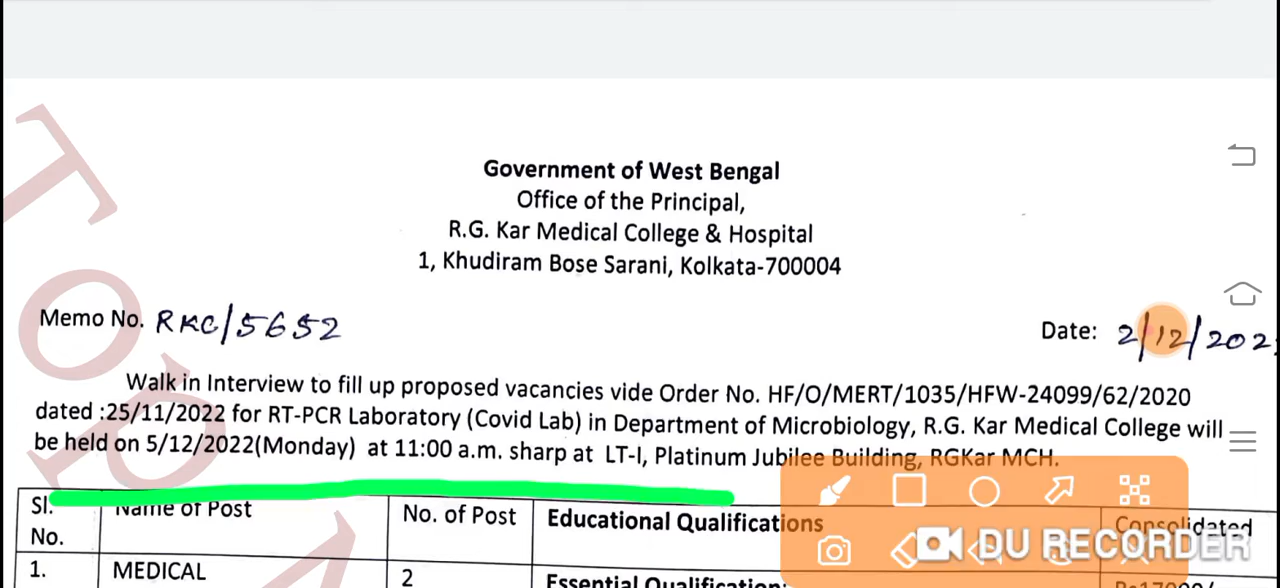 Government of West Bengal
Office of the Principal,
R.G. Kar Medical College & Hospital
1, Khudiram Bose Sarani, Kolkata-700004
Memo No. RKC/5652
Date: 2/12/202
Walk in Interview to fill up proposed vacancies vide Order No. HF/O/MERT/1035/HFW-24099/62/2020
dated :25/11/2022 for RT-PCR Laboratory (Covid Lab) in Department of Microbiology, R.G. Kar Medical College will
be held on 5/12/2022(Monday) at 11:00 a.m. sharp at LT-I, Platinum Jubilee Building, RGKar MCH.
Sl. No.
Name of Post
No. of Post
Educational Qualifications
Consolidated
1.
MEDICAL
2
Essential Qualification:
DU RECORDER